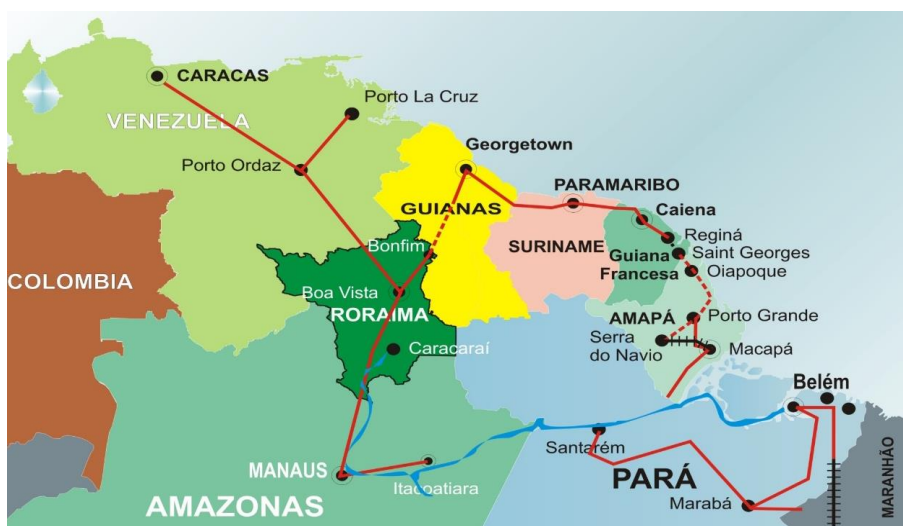 CARACAS
Porto La Cruz
VENEZUELA
Georgetown
Porto Ordaz
PARAMARIBO
GUIANAS
Caiena
Reginá
Bonfim
SURINAME
Guiana
Francesa
Saint Georges
Oiapoque
COLOMBIA
Boa Vista
RORAIMA
AMAPÁ
Porto Grande
Serra
do Navio
Caracaraí
Macapá
Belém
Santarém
MANAUS
PARÁ
Itacoatiara
Marabá
AMAZONAS
MARANHÃO